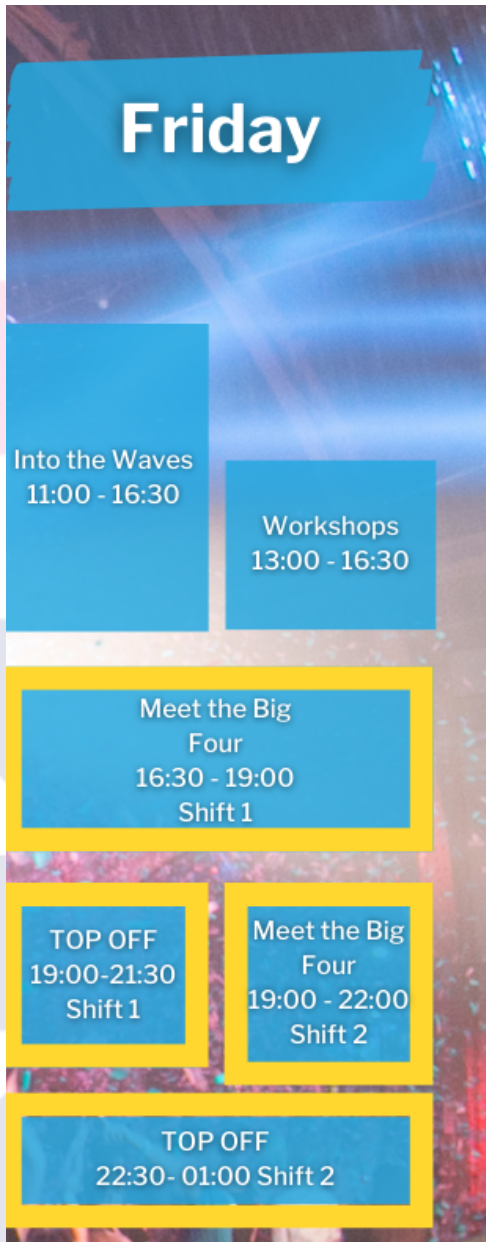 Friday
Into the Waves
11:00 - 16:30
Workshops
13:00 - 16:30
Meet the Big
Four
16:30 - 19:00
Shift 1
TOP OFF
19:00-21:30
Shift 1
Meet the Big
Four
19:00 - 22:00
Shift 2
TOP OFF
22:30- 01:00 Shift 2